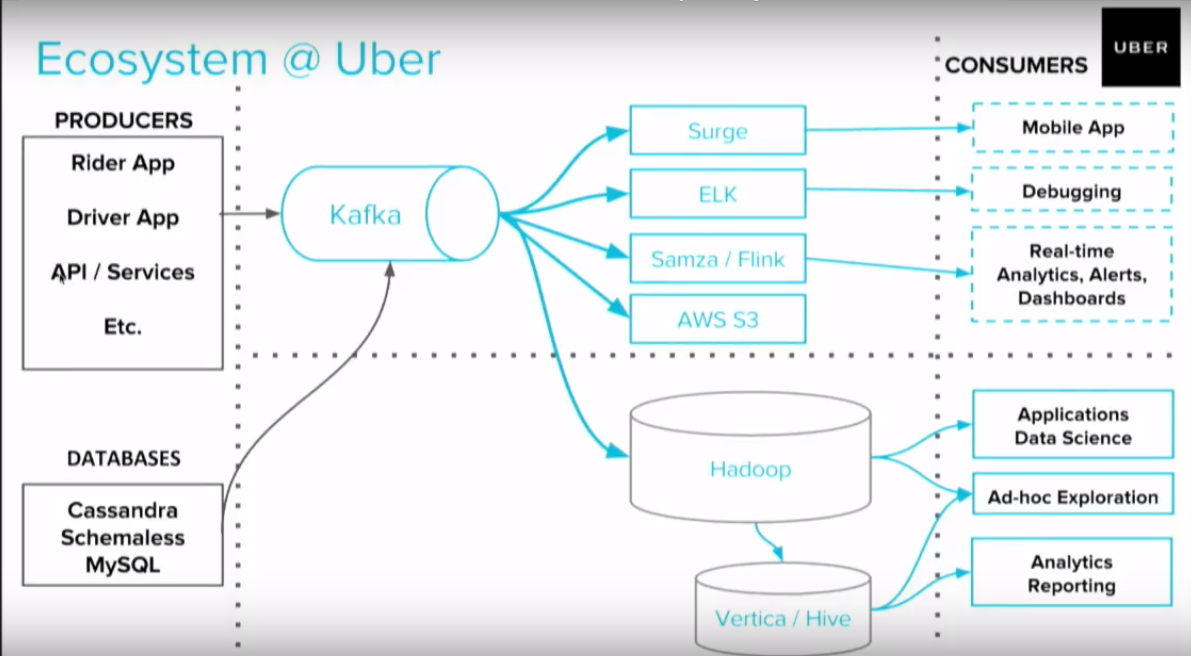 Ecosystem @ Uber
UBER
CONSUMERS
PRODUCERS
Rider App
Driver App
API / Services
Etc.
DATABASES
Cassandra
Schemaless
MySQL
Kafka
Surge
ELK
Samza / Flink
AWS S3
Hadoop
Vertica / Hive
Mobile App
Debugging
Real-time
Analytics, Alerts,
Dashboards
Applications
Data Science
Ad-hoc Exploration
Analytics
Reporting